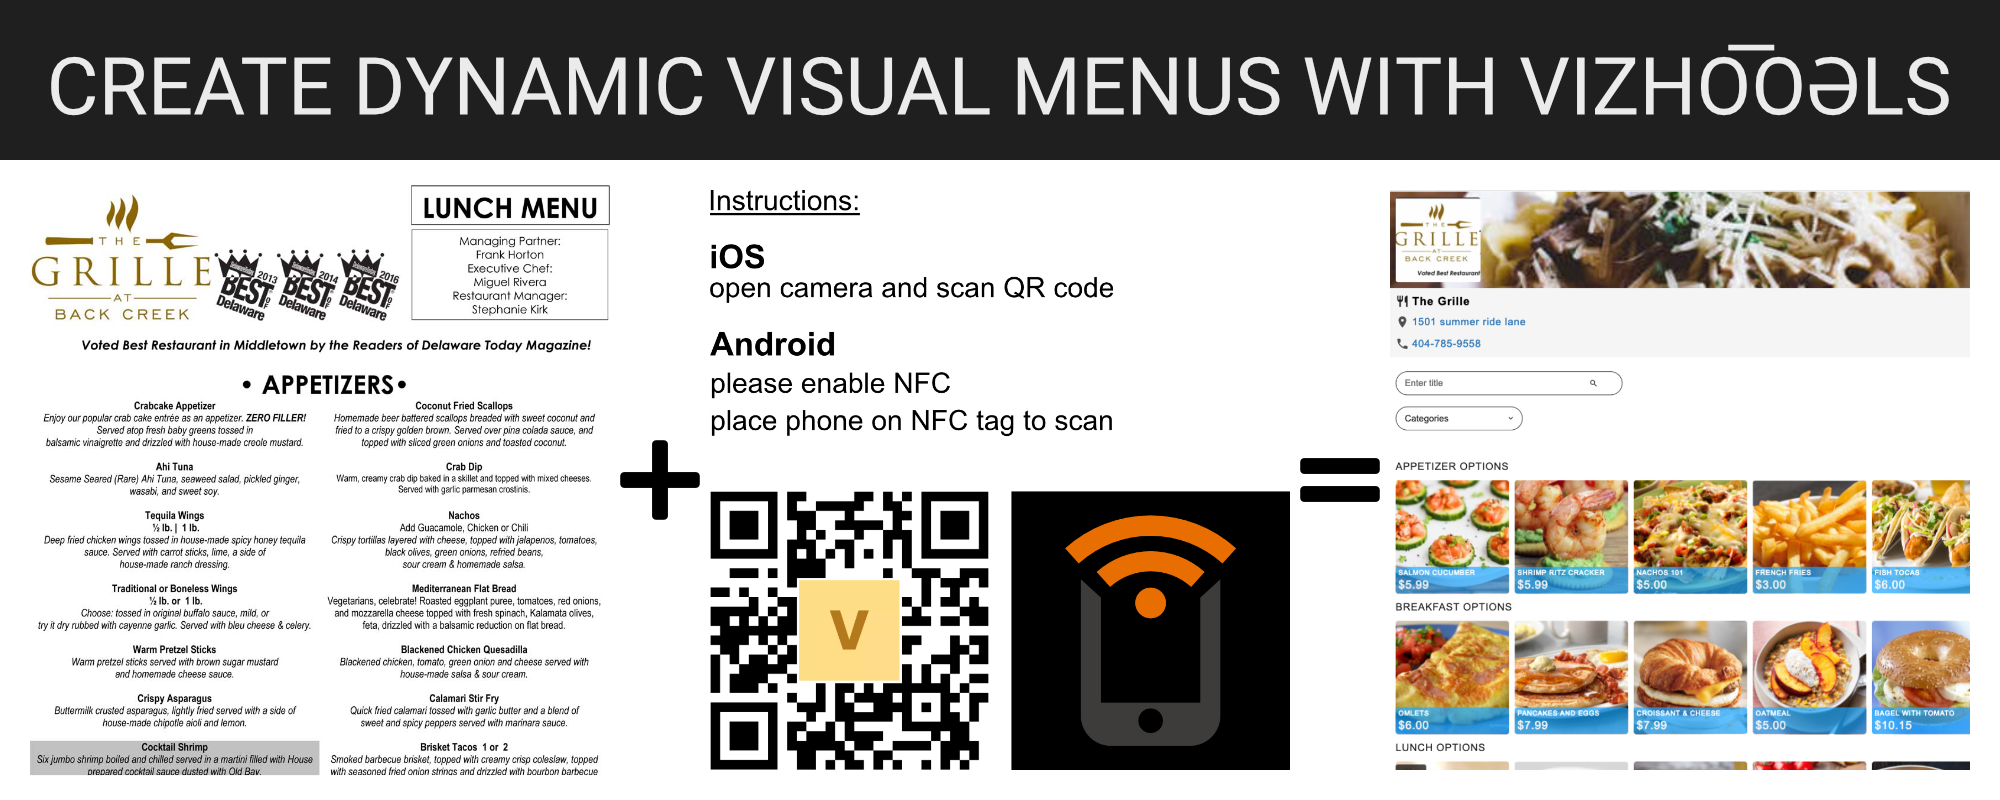 CREATE DYNAMIC VISUAL MENUS WITH VIZHO̅O̅ƏLS
THE
GRILLE
AT
BACK CREEK
2013
BEST OF
Delaware
2014
BEST OF
Delaware
2016
BEST OF
Delaware
LUNCH MENU
Managing Partner:
Frank Horton
Executive Chef:
Miguel Rivera
Restaurant Manager:
Stephanie Kirk
Voted Best Restaurant in Middletown by the Readers of Delaware Today Magazine!
• APPETIZERS•
Crabcake Appetizer
Enjoy our popular crab cake entrée as an appetizer. ZERO FILLER!
Served atop fresh baby greens tossed in
balsamic vinaigrette and drizzled with house-made creole mustard.
Ahi Tuna
Sesame Seared (Rare) Ahi Tuna, seaweed salad, pickled ginger,
wasabi, and sweet soy.
Tequila Wings
½ lb. | 1 lb.
Deep fried chicken wings tossed in house-made spicy honey tequila
sauce. Served with carrot sticks, lime, a side of
house-made ranch dressing.
Traditional or Boneless Wings
½ lb. or 1 lb.
Choose: tossed in original buffalo sauce, mild, or
try it dry rubbed with cayenne garlic. Served with bleu cheese & celery.
Warm Pretzel Sticks
Warm pretzel sticks served with brown sugar mustard
and homemade cheese sauce.
Crispy Asparagus
Buttermilk crusted asparagus, lightly fried served with a side of
house-made chipotle aioli and lemon.
Cocktail Shrimp
Six jumbo shrimp boiled and chilled served in a martini filled with House
prepared cocktail sauce dusted with Old Bay.
Coconut Fried Scallops
Homemade beer battered scallops breaded with sweet coconut and
fried to a crispy golden brown. Served over pina colada sauce, and
topped with sliced green onions and toasted coconut.
Crab Dip
Warm, creamy crab dip baked in a skillet and topped with mixed cheeses.
Served with garlic parmesan crostinis.
Nachos
Add Guacamole, Chicken or Chili
Crispy tortillas layered with cheese, topped with jalapenos, tomatoes,
black olives, green onions, refried beans,
sour cream & homemade salsa.
Mediterranean Flat Bread
Vegetarians, celebrate! Roasted eggplant puree, tomatoes, red onions,
and mozzarella cheese topped with fresh spinach, Kalamata olives,
feta, drizzled with a balsamic reduction on flat bread.
Blackened Chicken Quesadilla
Blackened chicken, tomato, green onion and cheese served with
house-made salsa & sour cream.
Calamari Stir Fry
Quick fried calamari tossed with garlic butter and a blend of
sweet and spicy peppers served with marinara sauce.
Brisket Tacos 1 or 2
Smoked barbecue brisket, topped with creamy crisp coleslaw, topped
with seasoned fried onion strings and drizzled with bourbon barbecue
Instructions:
iOS
open camera and scan QR code
Android
please enable NFC
place phone on NFC tag to scan
V
THE
GRILLE
AT
BACK CREEK
Voted Best Restaurant
The Grille
1501 summer ride lane
404-785-9558
Enter title
Categories
APPETIZER OPTIONS
SALMON CUCUMBER
$5.99
SHRIMP RITZ CRACKER
$5.99
NACHOS 101
$5.00
FRENCH FRIES
$3.00
FISH TOCAS
$6.00
BREAKFAST OPTIONS
OMLETS
$6.00
PANCAKES AND EGGS
$7.99
CROISSANT & CHEESE
$7.99
OATMEAL
$5.00
BAGEL WITH TOMATO
$10.15
LUNCH OPTIONS